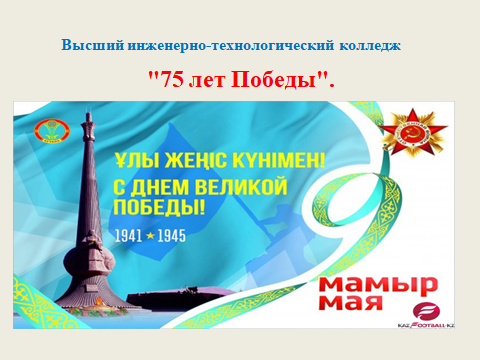 Высший инженерно-технологический колледж
"75 лет Победы".
ҰЛЫ ЖЕҢІС КҮНІМЕН!
С ДНЕМ ВЕЛИКОЙ
ПОБЕДЫ!
1941 ★ 1945
9
мамыр
мая
KAZFOOTBALL.KZ